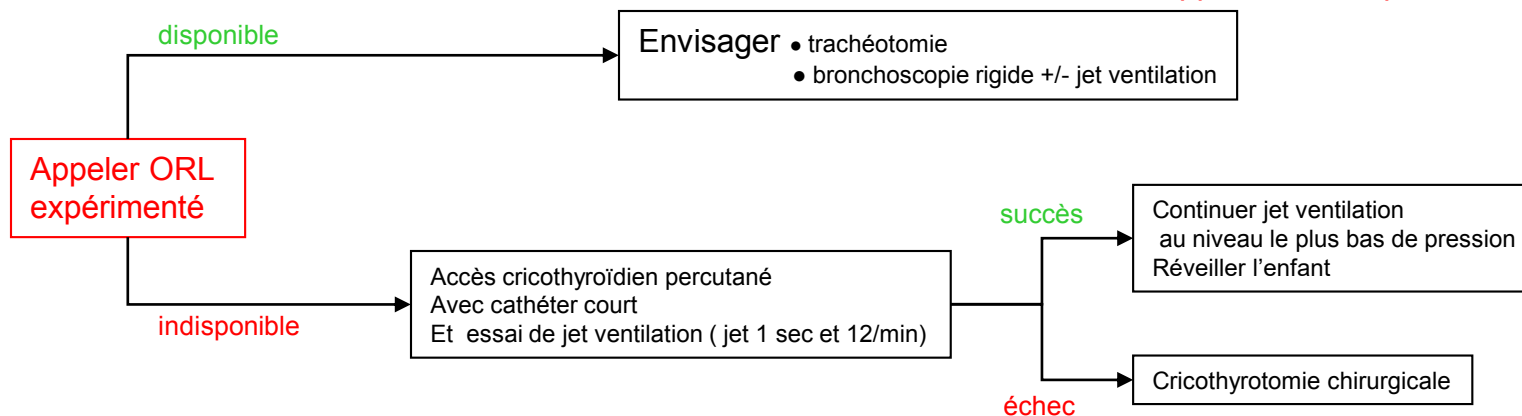 disponible
Envisager ● trachéotomie
● bronchoscopie rigide +/- jet ventilation
Appeler ORL
expérimenté
succès
Continuer jet ventilation
au niveau le plus bas de pression
Réveiller l'enfant
Accès cricothyroïdien percutané
Avec cathéter court
Et essai de jet ventilation ( jet 1 sec et 12/min)
indisponible
Cricothyrotomie chirurgicale
échec